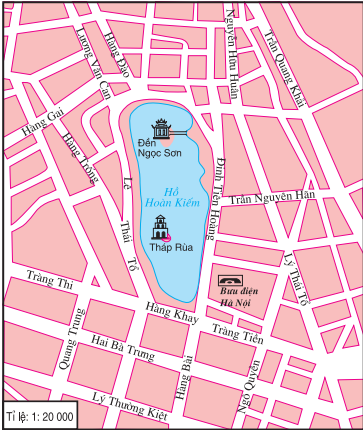 Hàng Đào
Lương Văn Can
Nguyễn Hữu Huân
Trần Quang Khải
Hàng Gai
Hàng Trống
Đền
Ngọc Sơn
Lê Thái Tổ
Hồ
Hoàn Kiếm
Đinh Tiên Hoàng
Trần Nguyên Hãn
Tháp Rùa
Lý Thái Tổ
Tràng Thi
Bưu điện
Hà Nội
Hàng Khay
Tràng Tiền
Quang Trung
Hai Bà Trưng
Hàng Bài
Ngô Quyền
Lý Thường Kiệt
Tỉ lệ: 1: 20 000